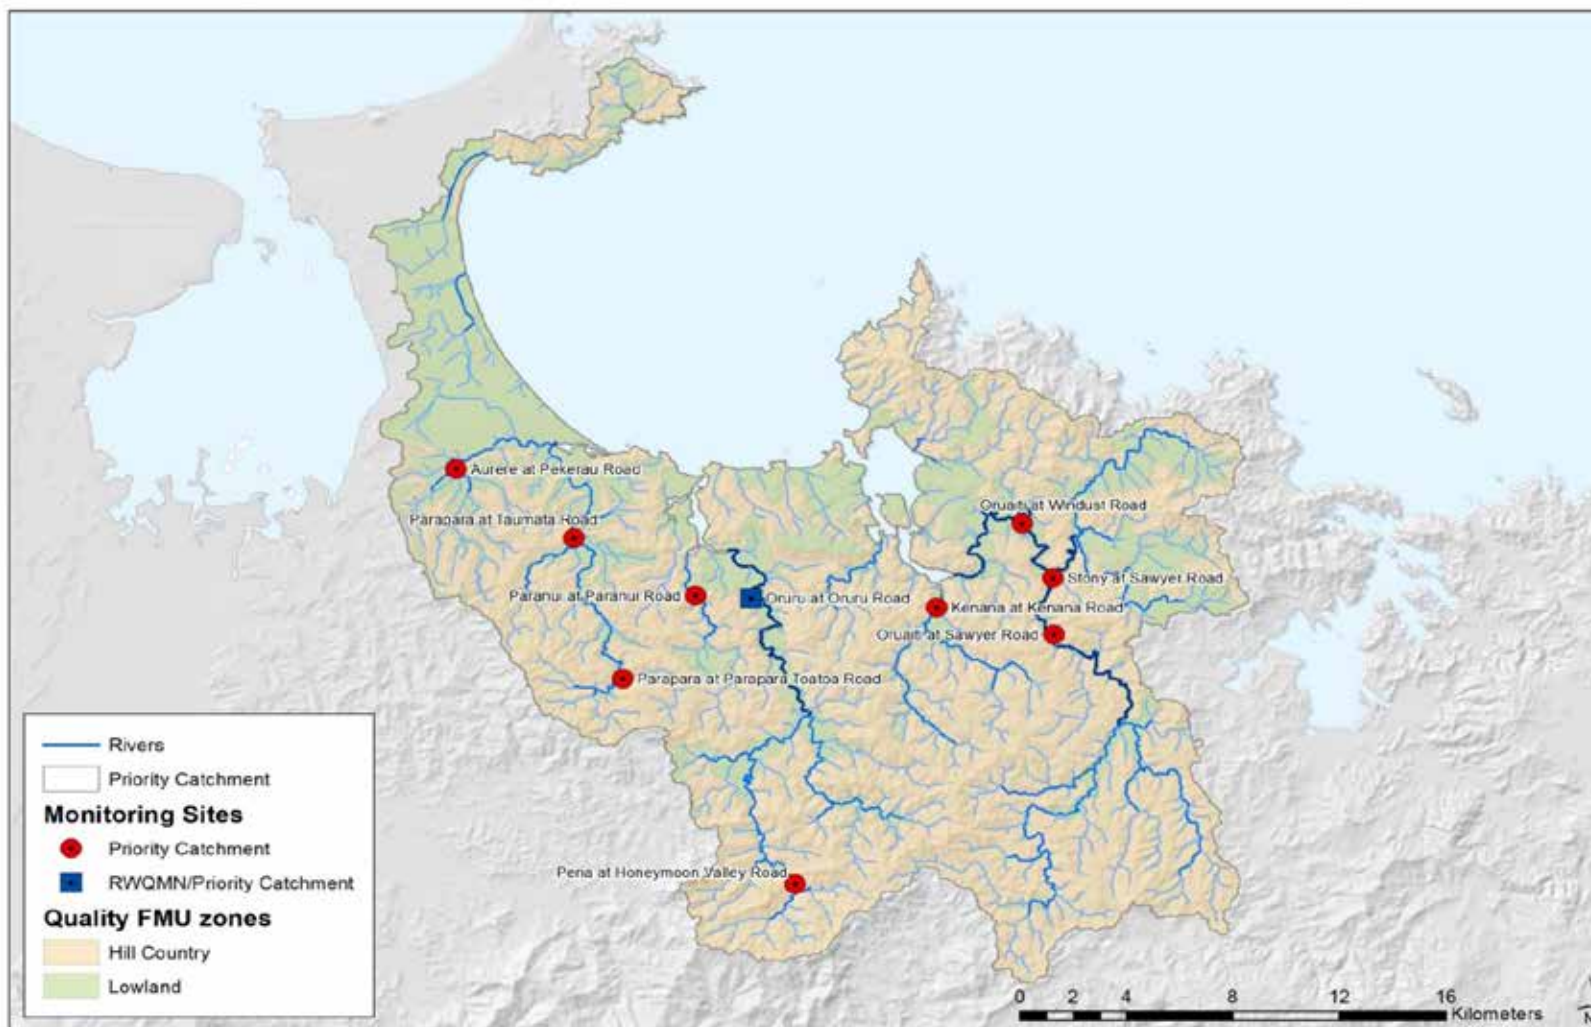 Aurere at Pekerau Road
Parapara at Taumata Road
Oruaiti at Windust Road
Stony at Sawyer Road
Paranui at Paranui Road
Oruru at Oruru Road
Kenana at Kenana Road
Oruaiti at Sawyer Road
Parapara at Parapara Toatoa Road
Peria at Honeymoon Valley Road
Rivers
Priority Catchment
Monitoring Sites
Priority Catchment
RWQMN/Priority Catchment
Quality FMU zones
Hill Country
Lowland
0 2 4 8 12 16
Kilometers